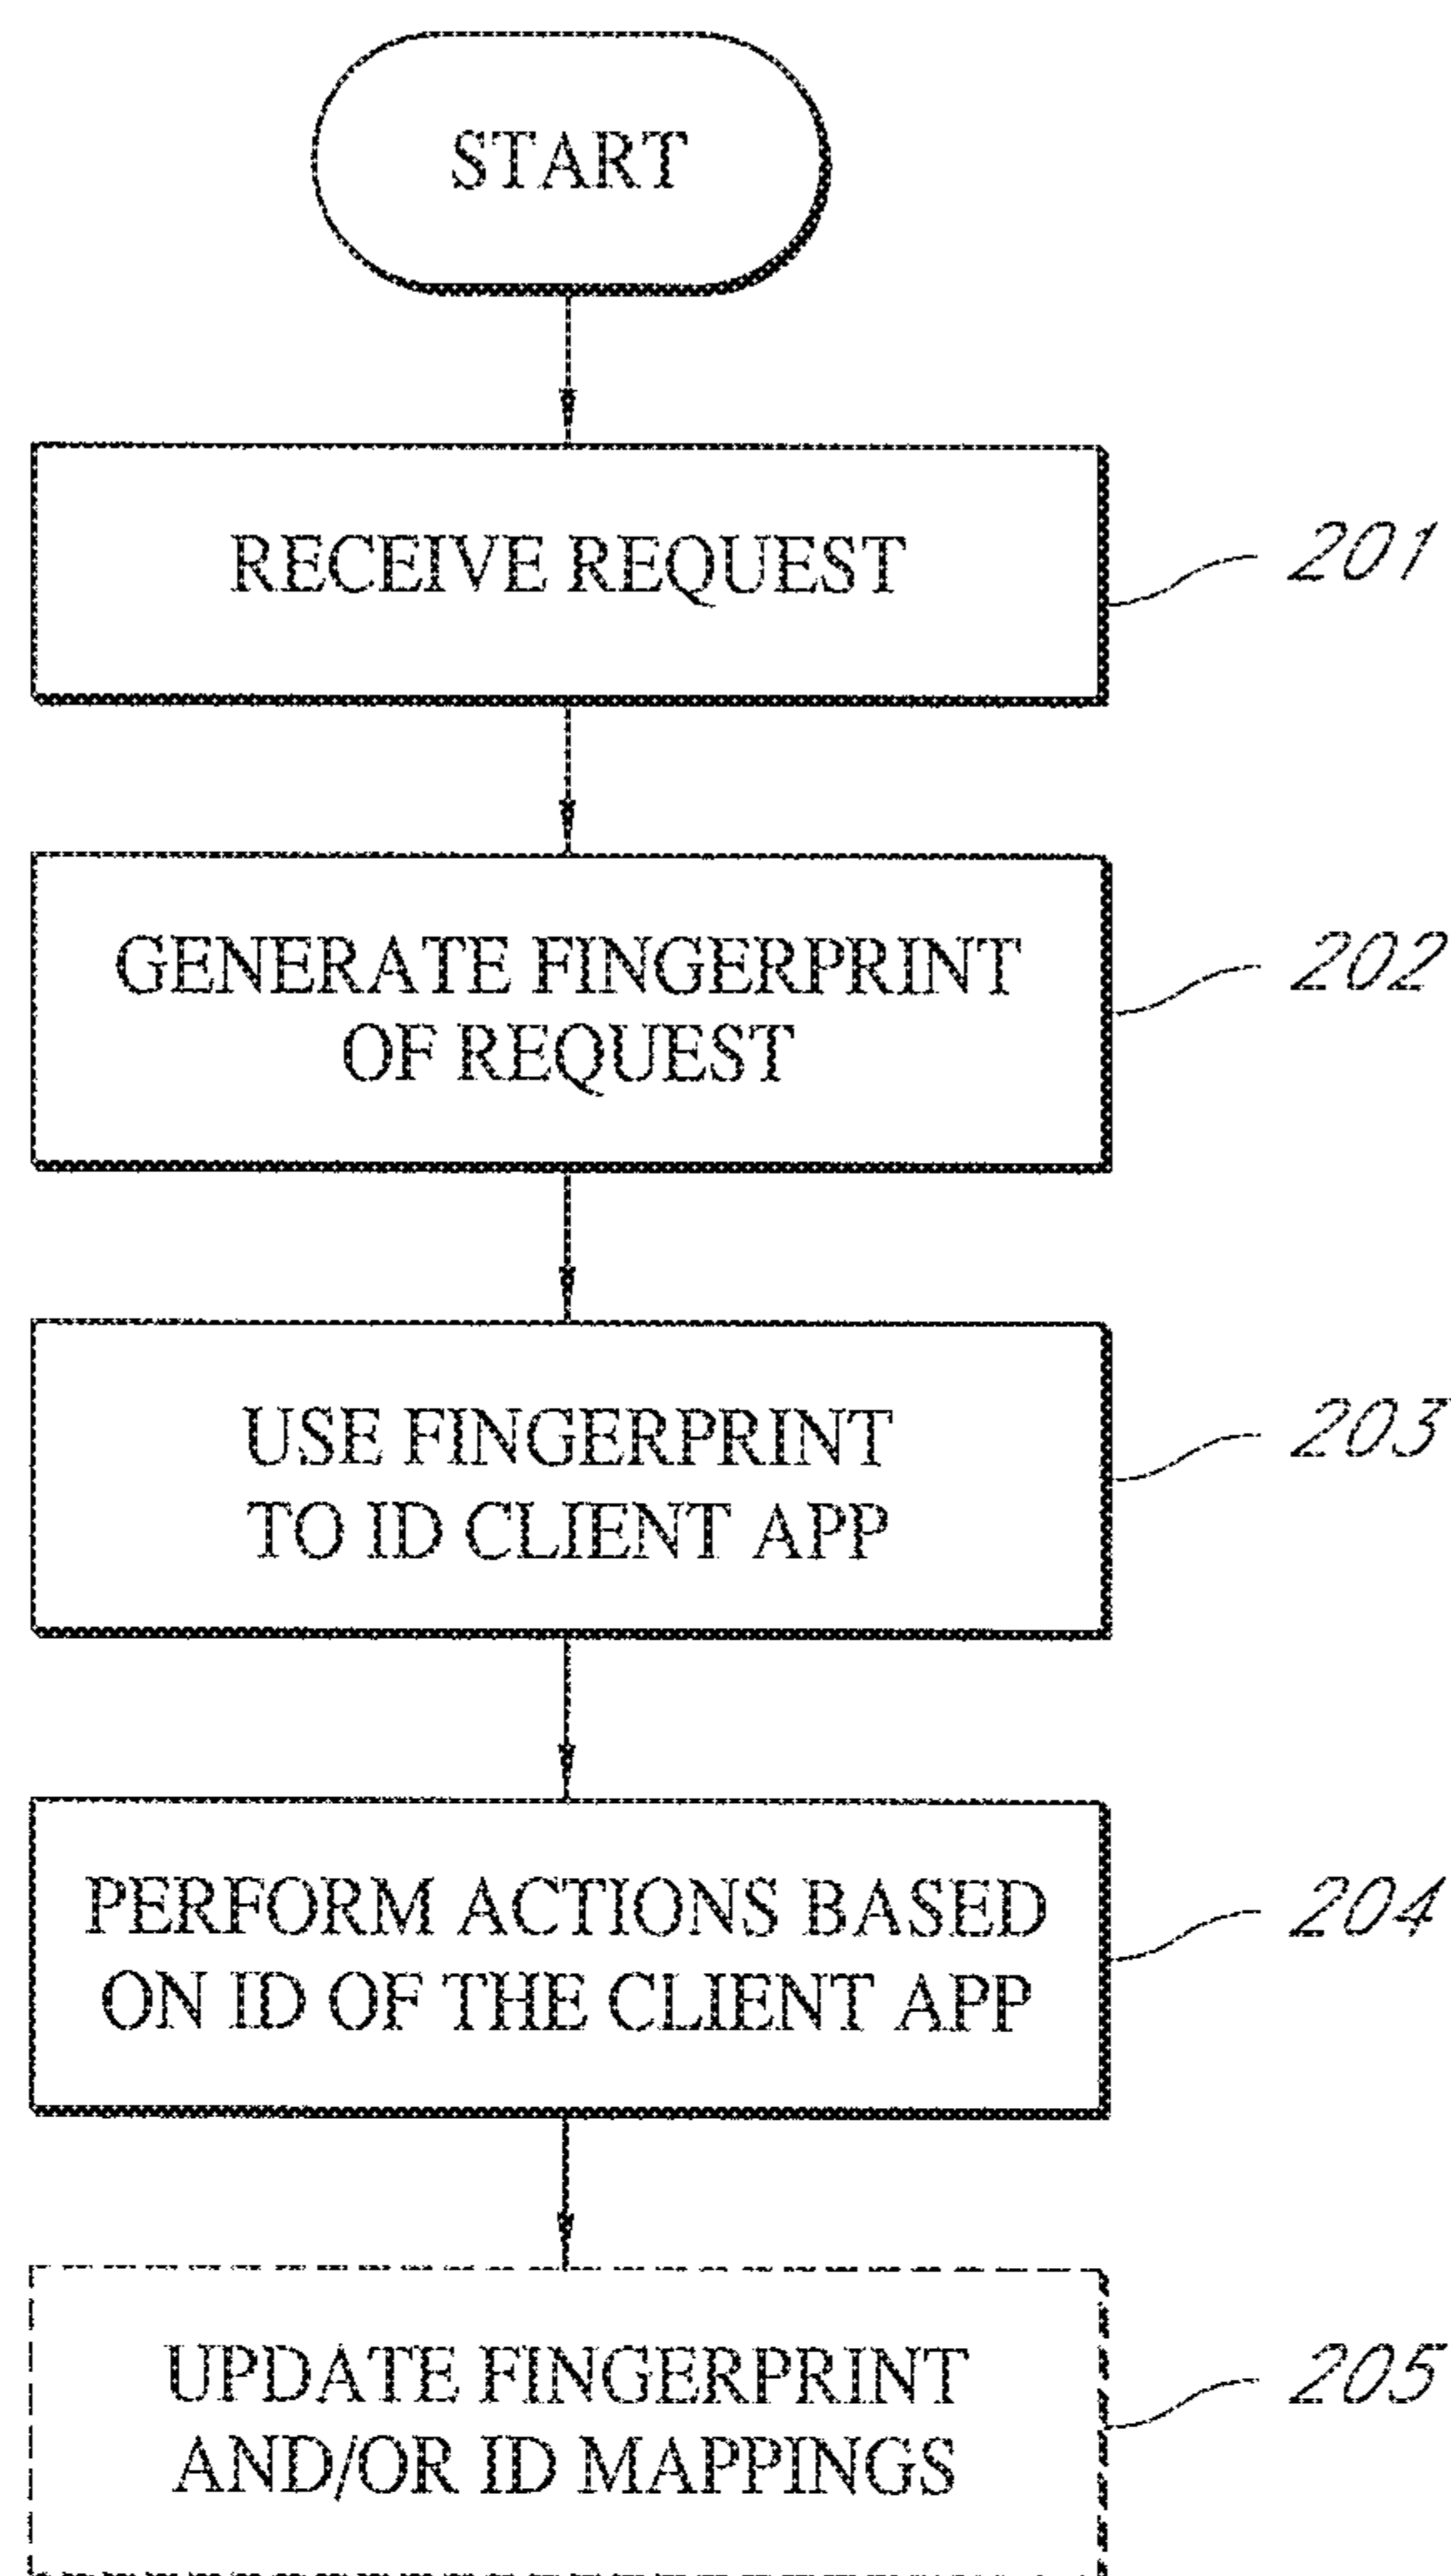 START
RECEIVE REQUEST
201
GENERATE FINGERPRINT
OF REQUEST
202
USE FINGERPRINT
TO ID CLIENT APP
203
PERFORM ACTIONS BASED
ON ID OF THE CLIENT APP
204
UPDATE FINGERPRINT
AND/OR ID MAPPINGS
205